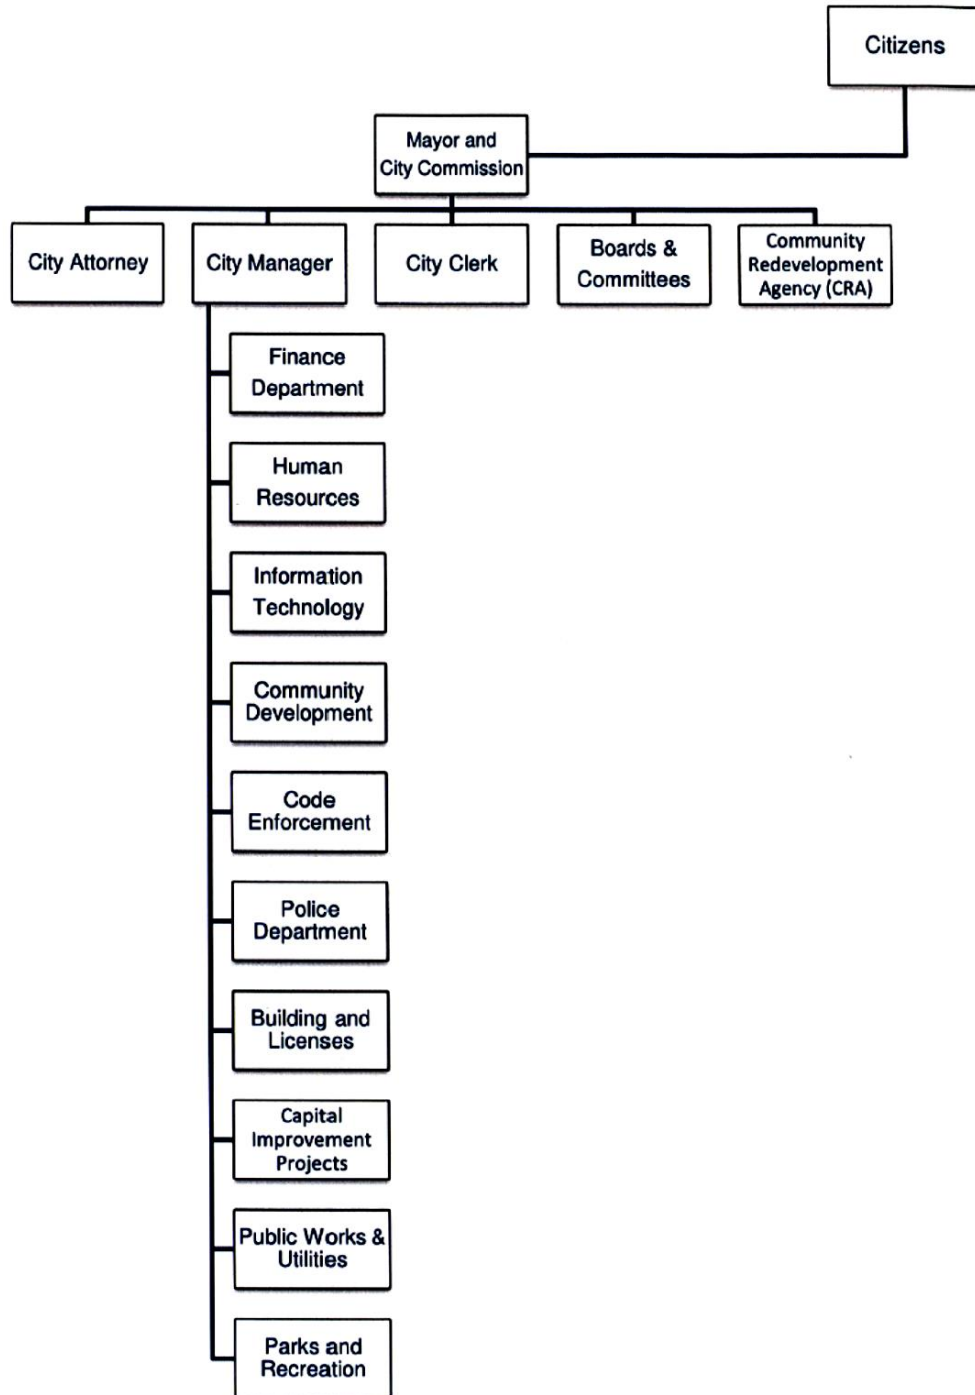 Citizens
Mayor and
City Commission
City Attorney
City Manager
City Clerk
Boards &
Committees
Community
Redevelopment
Agency (CRA)
Finance
Department
Human
Resources
Information
Technology
Community
Development
Code
Enforcement
Police
Department
Building and
Licenses
Capital
Improvement
Projects
Public Works &
Utilities
Parks and
Recreation